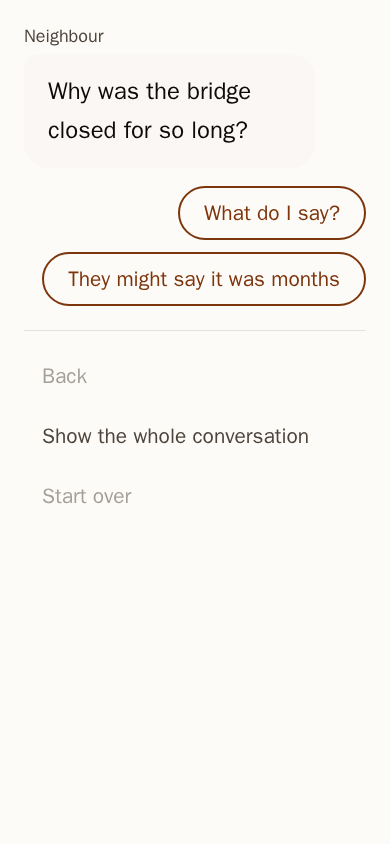 Neighbour
Why was the bridge
closed for so long?
What do I say?
They might say it was months
Back
Show the whole conversation
Start over